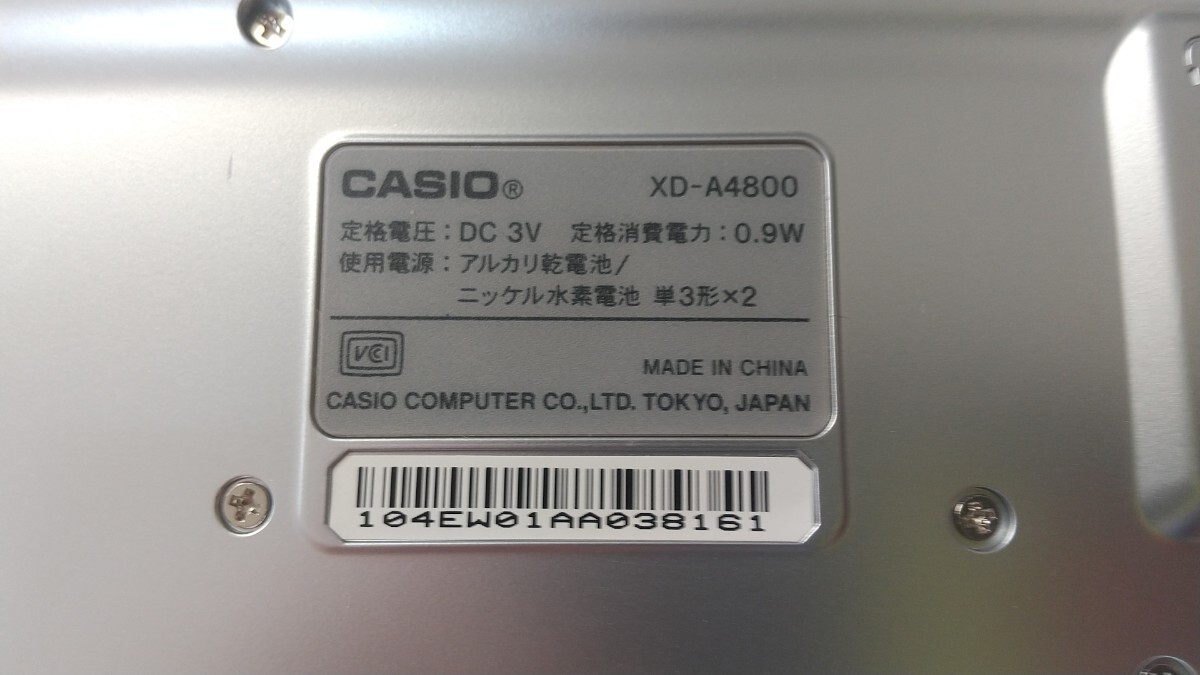 CASIO® XD-A4800
定格電圧：DC 3V 定格消費電力：0.9W
使用電源：アルカリ乾電池/
ニッケル水素電池 単3形×2
VCCI
MADE IN CHINA
CASIO COMPUTER CO.,LTD. TOKYO, JAPAN
104EW01AA038161